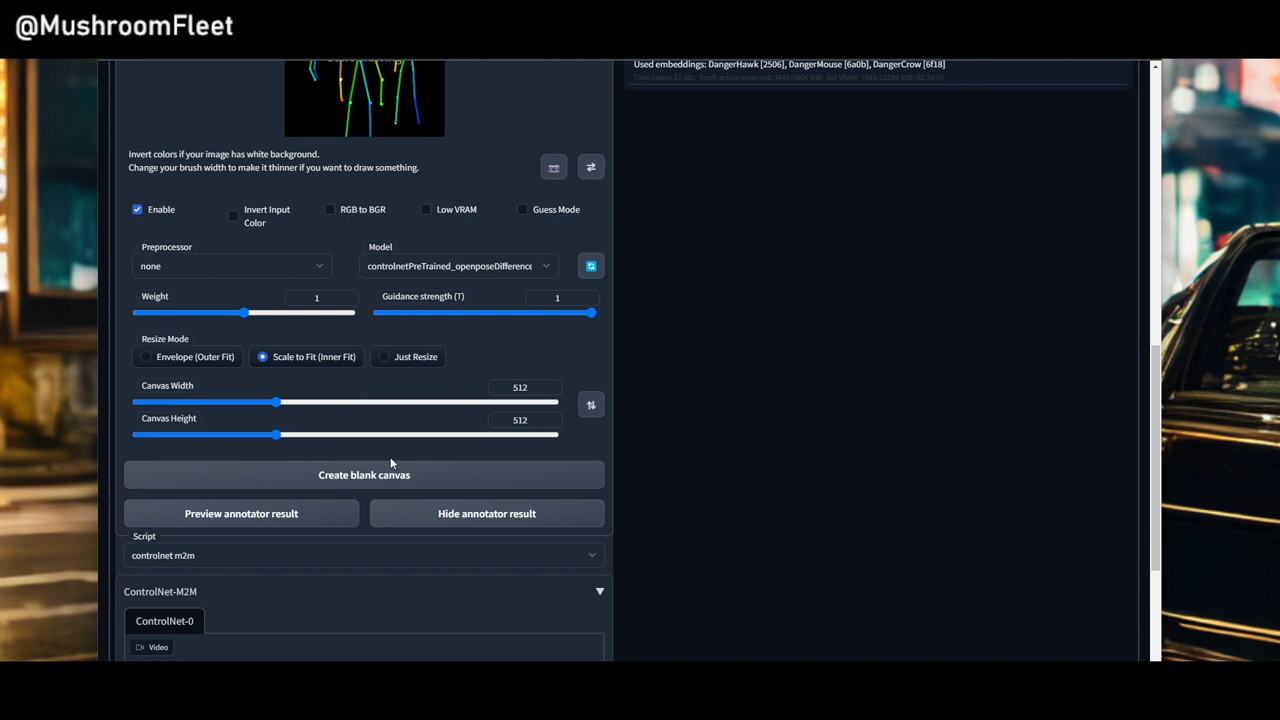 @MushroomFleet
Used embeddings: DangerHawk [2506], DangerMouse [6a0b], DangerCrow [6f18]
Invert colors if your image has white background.
Change your brush width to make it thinner if you want to draw something.
Enable
Invert Input
Color
RGB to BGR
Low VRAM
Guess Mode
Preprocessor
Model
none
controlnetPreTrained_openposeDifference
Weight
1
Guidance strength (T)
1
Resize Mode
Envelope (Outer Fit)
Scale to Fit (Inner Fit)
Just Resize
Canvas Width
512
Canvas Height
512
Create blank canvas
Preview annotator result
Hide annotator result
Script
controlnet m2m
ControlNet-M2M
ControlNet-0
Video